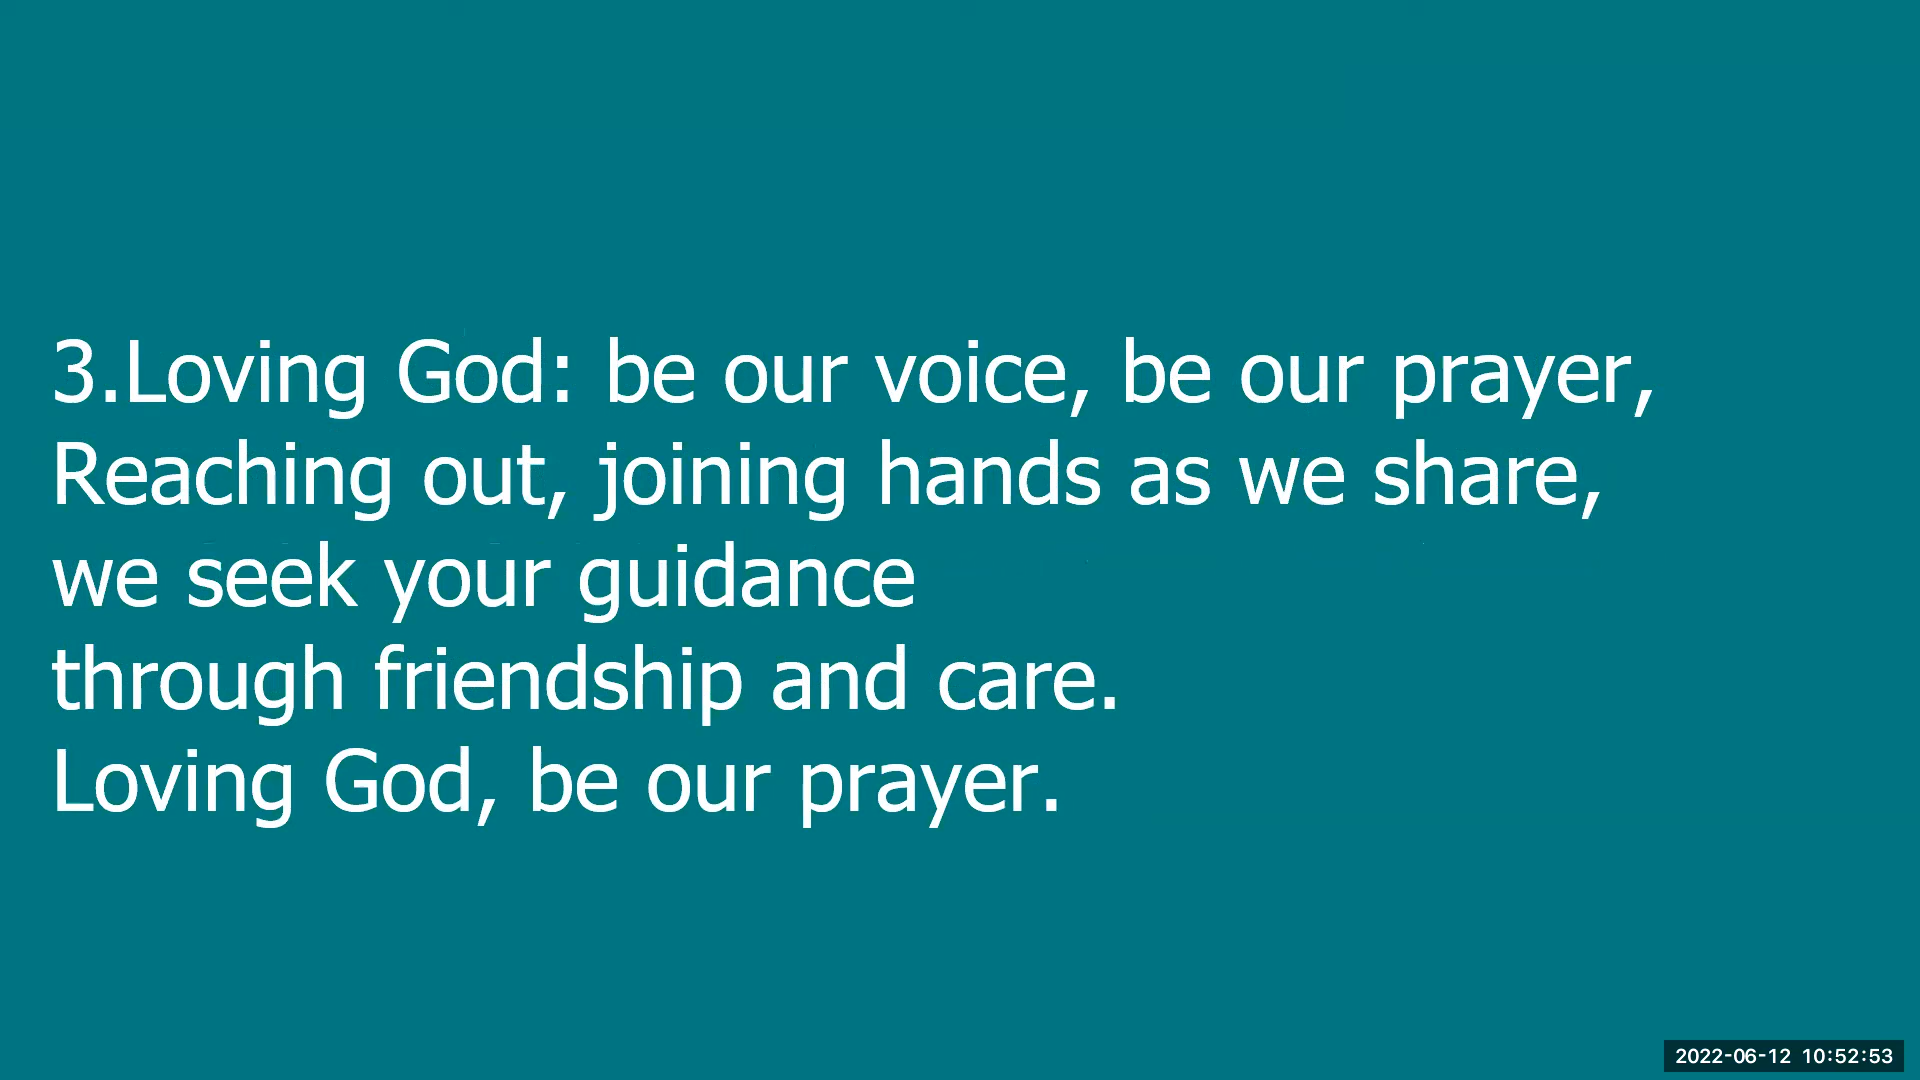 3.Loving God: be our voice, be our prayer,
Reaching out, joining hands as we share,
we seek your guidance
through friendship and care.
Loving God, be our prayer.
2022-06-12 10:52:53